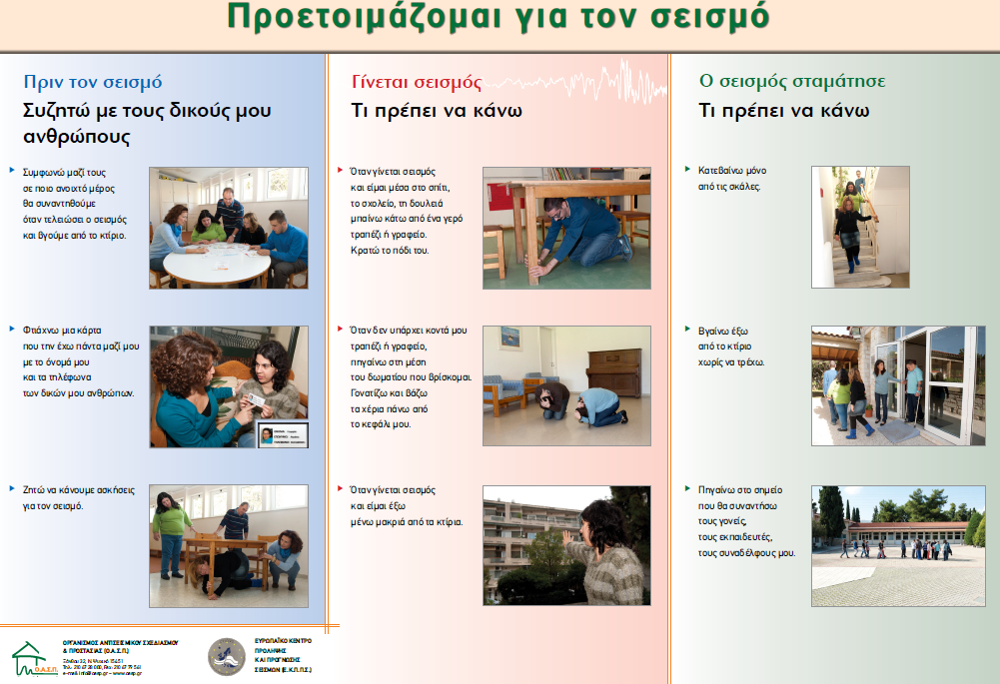 Προετοιμάζομαι για τον σεισμό
Πριν τον σεισμό
Συζητώ με τους δικούς μου
ανθρώπους
Συμφωνώ μαζί τους
σε ποιο ανοιχτό μέρος
θα συναντηθούμε
όταν τελειώσει ο σεισμός
και βγούμε από το κτίριο.
Φτιάχνω μια κάρτα
που την έχω πάντα μαζί μου
με το όνομά μου
και τα τηλέφωνα
των δικών μου ανθρώπων.
Ζητώ να κάνουμε ασκήσεις
για τον σεισμό.
Γίνεται σεισμός
Τι πρέπει να κάνω
Όταν γίνεται σεισμός
και είμαι μέσα στο σπίτι,
το σχολείο, τη δουλειά
μπαίνω κάτω από ένα γερό
τραπέζι ή γραφείο.
Κρατώ το πόδι του.
Όταν δεν υπάρχει κοντά μου
τραπέζι ή γραφείο,
πηγαίνω στη μέση
του δωματίου που βρίσκομαι.
Γονατίζω και βάζω
τα χέρια πάνω από
το κεφάλι μου.
Όταν γίνεται σεισμός
και είμαι έξω
μένω μακριά από τα κτίρια.
Ο σεισμός σταμάτησε
Τι πρέπει να κάνω
Κατεβαίνω μόνο
από τις σκάλες.
Βγαίνω έξω
από το κτίριο
χωρίς να τρέχω.
Πηγαίνω στο σημείο
που θα συναντήσω
τους γονείς,
τους εκπαιδευτές,
τους συναδέλφους μου.
Ο.Α.Σ.Π.
ΟΡΓΑΝΙΣΜΟΣ ΑΝΤΙΣΕΙΣΜΙΚΟΥ ΣΧΕΔΙΑΣΜΟΥ
& ΠΡΟΣΤΑΣΙΑΣ (Ο.Α.Σ.Π.)
Ξάνθου 32, Ν. Ψυχικό 15451
Τηλ.: 210 67 28 000, Fax: 210 67 79 561
e-mail: info@oasp.gr – www.oasp.gr
ΕΥΡΩΠΑΪΚΟ ΚΕΝΤΡΟ
ΠΡΟΛΗΨΗΣ
ΚΑΙ ΠΡΟΓΝΩΣΗΣ
ΣΕΙΣΜΩΝ (Ε.Κ.Π.Π.Σ.)